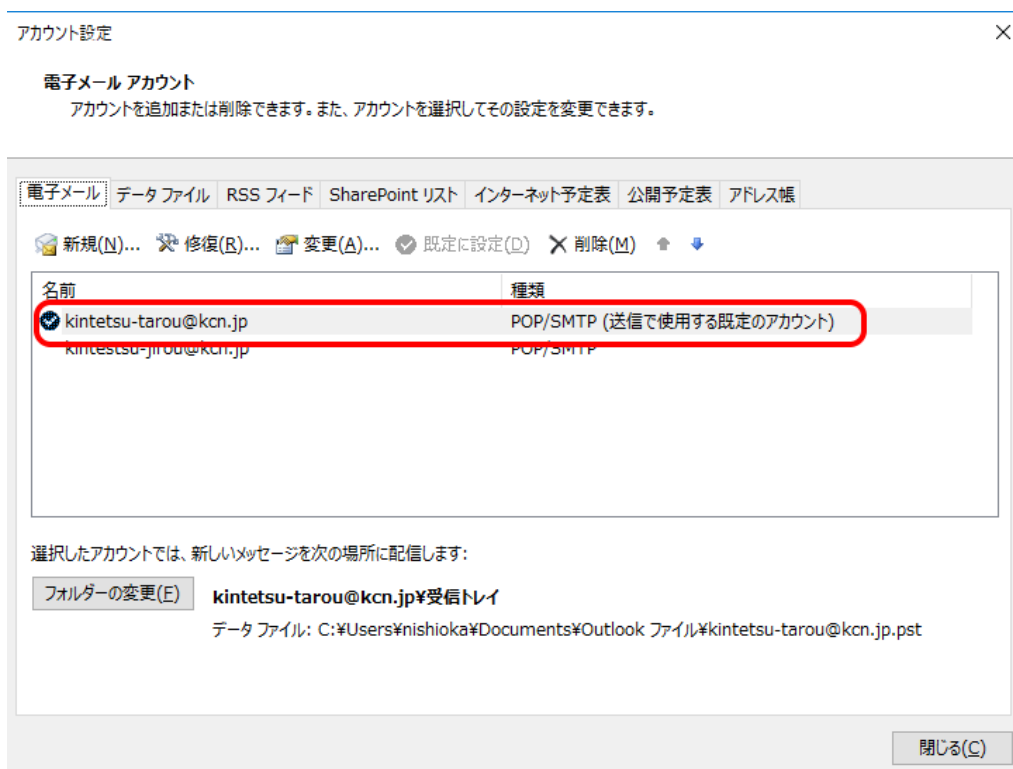 アカウント設定
電子メール アカウント
アカウントを追加または削除できます。また、アカウントを選択してその設定を変更できます。
電子メール データ ファイル RSS フィード SharePoint リスト インターネット予定表 公開予定表 アドレス帳
新規(N)... 修復(R)... 変更(A)... 既定に設定(D) 削除(M)
名前 種類
kintetsu-tarou@kcn.jp POP/SMTP (送信で使用する既定のアカウント)
kintestsu-jirou@kcn.jp POP/SMTP
選択したアカウントでは、新しいメッセージを次の場所に配信します:
フォルダーの変更(F) kintetsu-tarou@kcn.jp¥受信トレイ
データ ファイル: C:¥Users¥nishioka¥Documents¥Outlook ファイル¥kintetsu-tarou@kcn.jp.pst
閉じる(C)